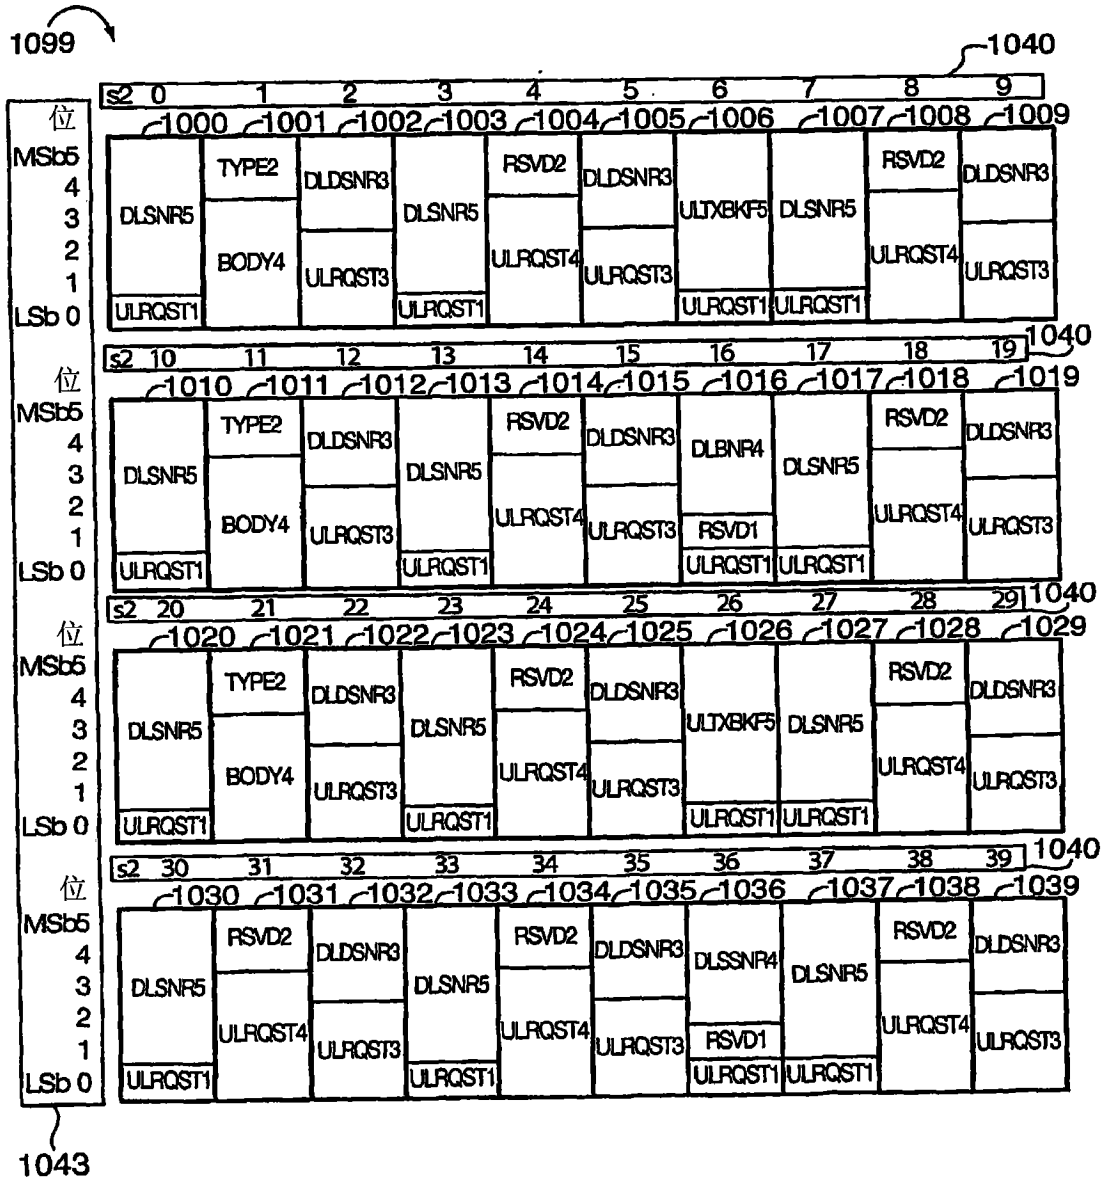 1099
1040
s2 0 1 2 3 4 5 6 7 8 9
位 1000 1001 1002 1003 1004 1005 1006 1007 1008 1009
MSb5 TYPE2 RSVD2 RSVD2
4 DLDSNR3 DLDSNR3 DLDSNR3
3 DLSNR5 DLSNR5 ULTXBKF5 DLSNR5
2 BODY4 ULRQST4 ULRQST4
1 ULRQST3 ULRQST3 ULRQST3
LSb 0 ULRQST1 ULRQST1 ULRQST1 ULRQST1
s2 10 11 12 13 14 15 16 17 18 19 1040
位 1010 1011 1012 1013 1014 1015 1016 1017 1018 1019
MSb5 TYPE2 RSVD2 RSVD2
4 DLDSNR3 DLDSNR3 DLBNR4 DLDSNR3
3 DLSNR5 DLSNR5 DLSNR5
2 BODY4 ULRQST4 ULRQST4
1 ULRQST3 ULRQST3 RSVD1 ULRQST3
LSb 0 ULRQST1 ULRQST1 ULRQST1 ULRQST1
s2 20 21 22 23 24 25 26 27 28 29 1040
位 1020 1021 1022 1023 1024 1025 1026 1027 1028 1029
MSb5 TYPE2 RSVD2 RSVD2
4 DLDSNR3 DLDSNR3 DLDSNR3
3 DLSNR5 DLSNR5 ULTXBKF5 DLSNR5
2 BODY4 ULRQST4 ULRQST4
1 ULRQST3 ULRQST3 ULRQST3
LSb 0 ULRQST1 ULRQST1 ULRQST1 ULRQST1
s2 30 31 32 33 34 35 36 37 38 39 1040
位 1030 1031 1032 1033 1034 1035 1036 1037 1038 1039
MSb5 RSVD2 RSVD2 RSVD2
4 DLDSNR3 DLDSNR3 DLSSNR4 DLDSNR3
3 DLSNR5 DLSNR5 DLSNR5
2 ULRQST4 ULRQST4 ULRQST4
1 ULRQST3 ULRQST3 RSVD1 ULRQST3
LSb 0 ULRQST1 ULRQST1 ULRQST1 ULRQST1
1043